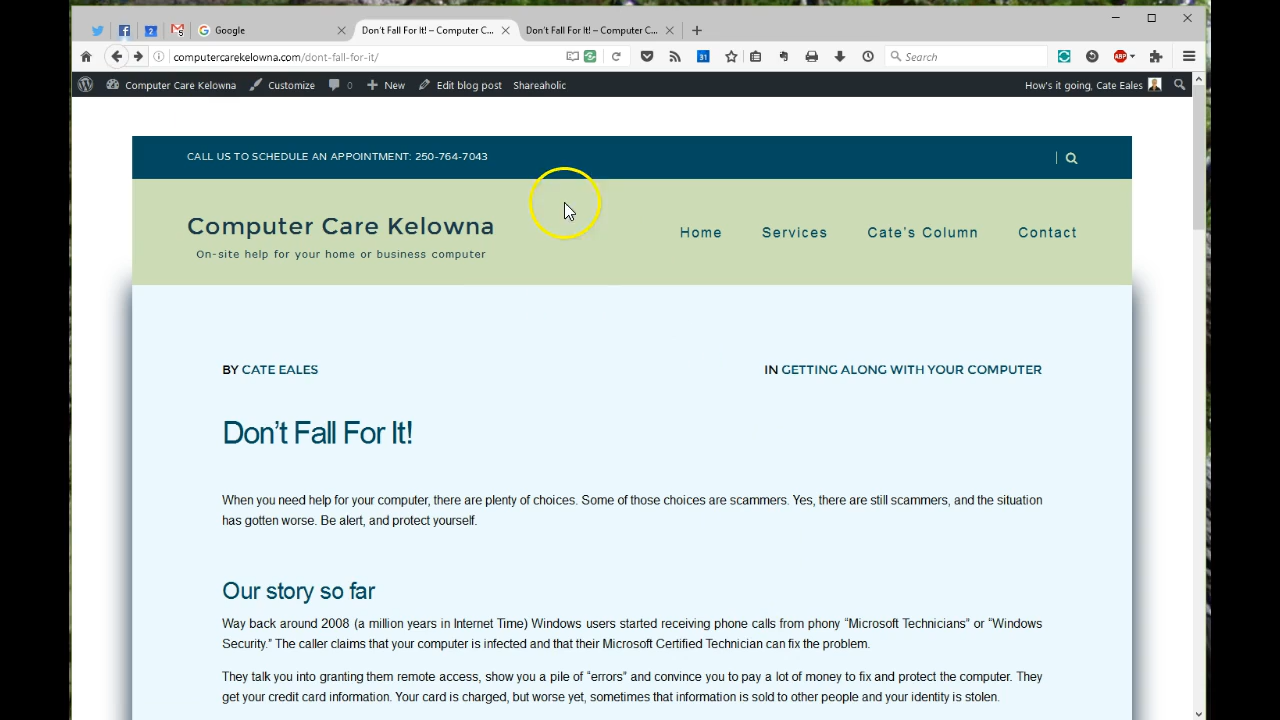 Google
Don't Fall For It! – Computer C...
Don't Fall For It! – Computer C...
computercarekelowna.com/dont-fall-for-it/
31
Search
ABP
Computer Care Kelowna
Customize
0
New
Edit blog post
Shareaholic
How's it going, Cate Eales
CALL US TO SCHEDULE AN APPOINTMENT: 250-764-7043
Computer Care Kelowna
On-site help for your home or business computer
Home
Services
Cate's Column
Contact
BY CATE EALES
IN GETTING ALONG WITH YOUR COMPUTER
Don’t Fall For It!
When you need help for your computer, there are plenty of choices. Some of those choices are scammers. Yes, there are still scammers, and the situation
has gotten worse. Be alert, and protect yourself.
Our story so far
Way back around 2008 (a million years in Internet Time) Windows users started receiving phone calls from phony “Microsoft Technicians” or “Windows
Security.” The caller claims that your computer is infected and that their Microsoft Certified Technician can fix the problem.
They talk you into granting them remote access, show you a pile of “errors” and convince you to pay a lot of money to fix and protect the computer. They
get your credit card information. Your card is charged, but worse yet, sometimes that information is sold to other people and your identity is stolen.